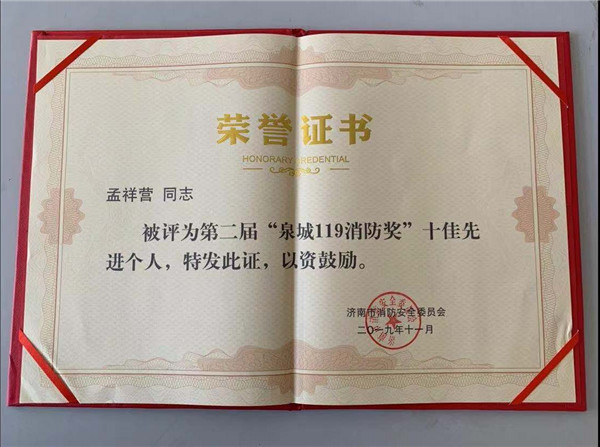 荣誉证书
HONORARY CREDENTIAL
孟祥营 同志
被评为第二届“泉城119消防奖”十佳先
进个人，特发此证，以资鼓励。
济南市消防安全委员会
二〇一九年十一月